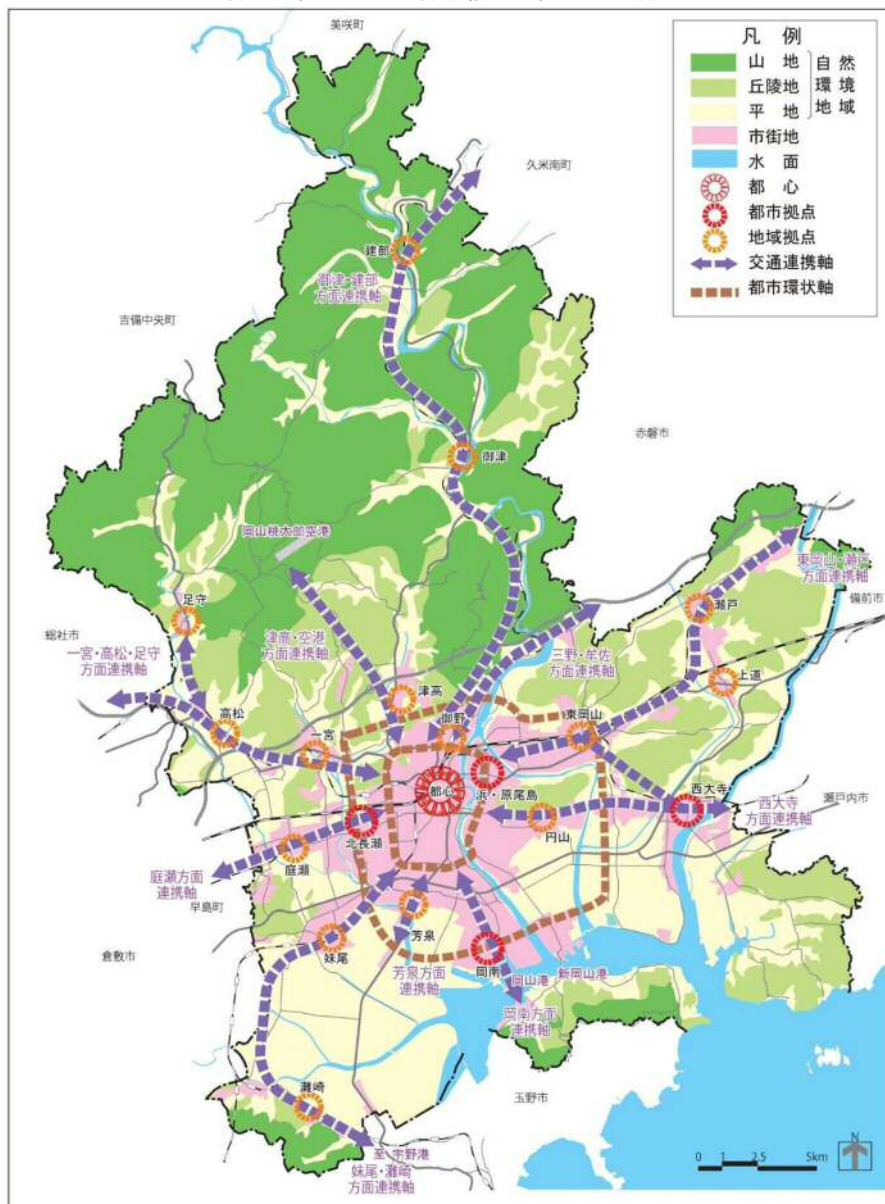 美咲町
凡 例
山 地
丘陵地
平 地
自 然
環 境
地 域
市街地
水 面
都 心
都市拠点
地域拠点
交通連携軸
都市環状軸
久米南町
建部
御津・建部
方面連携軸
吉備中央町
赤磐市
御津
岡山桃太郎空港
東岡山・瀬戸
方面連携軸
備前市
足守
瀬戸
総社市
一宮・高松・足守
方面連携軸
津高・空港
方面連携軸
三野・牟佐
方面連携軸
上道
津高
高松
御野
東岡山
一宮
都心
浜・原尾島
西大寺
瀬戸内市
西大寺
方面連携軸
北長瀬
円山
庭瀬
庭瀬方面
連携軸
早島町
芳泉
倉敷市
妹尾
岡南
芳泉方面
連携軸
岡山港
新岡山港
岡南方面
連携軸
灘崎
玉野市
至 宇野港
妹尾・灘崎
方面連携軸
N
0 1 2.5 5km